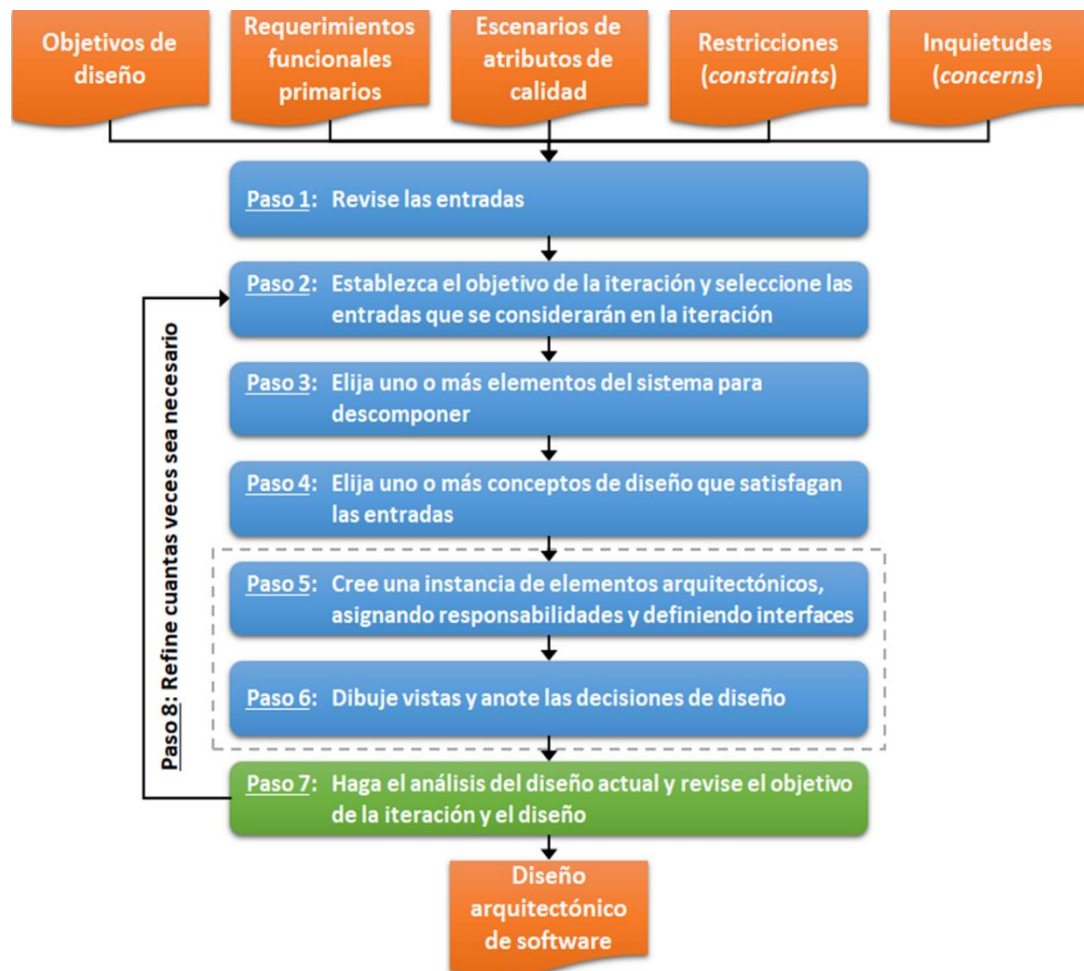 Objetivos de
diseño
Requerimientos
funcionales
primarios
Escenarios de
atributos de
calidad
Restricciones
(constraints)
Inquietudes
(concerns)
Paso 1: Revise las entradas
Paso 2: Establezca el objetivo de la iteración y seleccione las
entradas que se considerarán en la iteración
Paso 3: Elija uno o más elementos del sistema para
descomponer
Paso 4: Elija uno o más conceptos de diseño que satisfagan
las entradas
Paso 5: Cree una instancia de elementos arquitectónicos,
asignando responsabilidades y definiendo interfaces
Paso 6: Dibuje vistas y anote las decisiones de diseño
Paso 7: Haga el análisis del diseño actual y revise el objetivo
de la iteración y el diseño
Paso 8: Refine cuantas veces sea necesario
Diseño
arquitectónico
de software